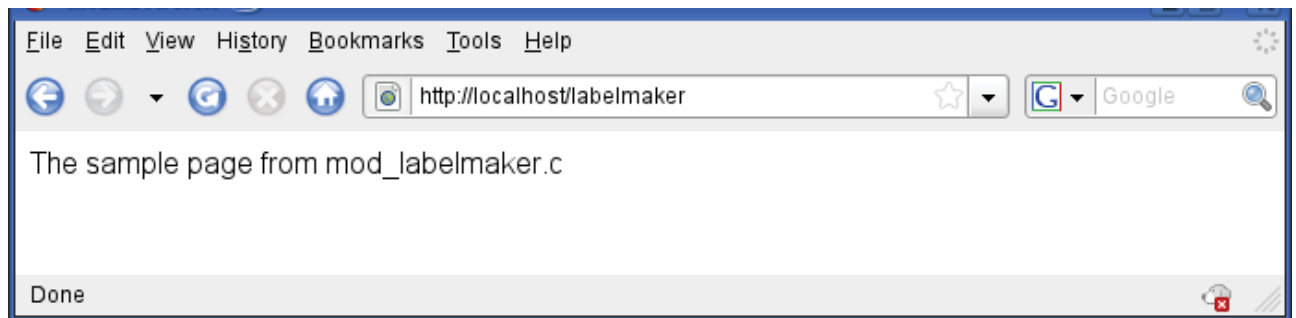 File Edit View History Bookmarks Tools Help
http://localhost/labelmaker G Google
The sample page from mod_labelmaker.c
Done